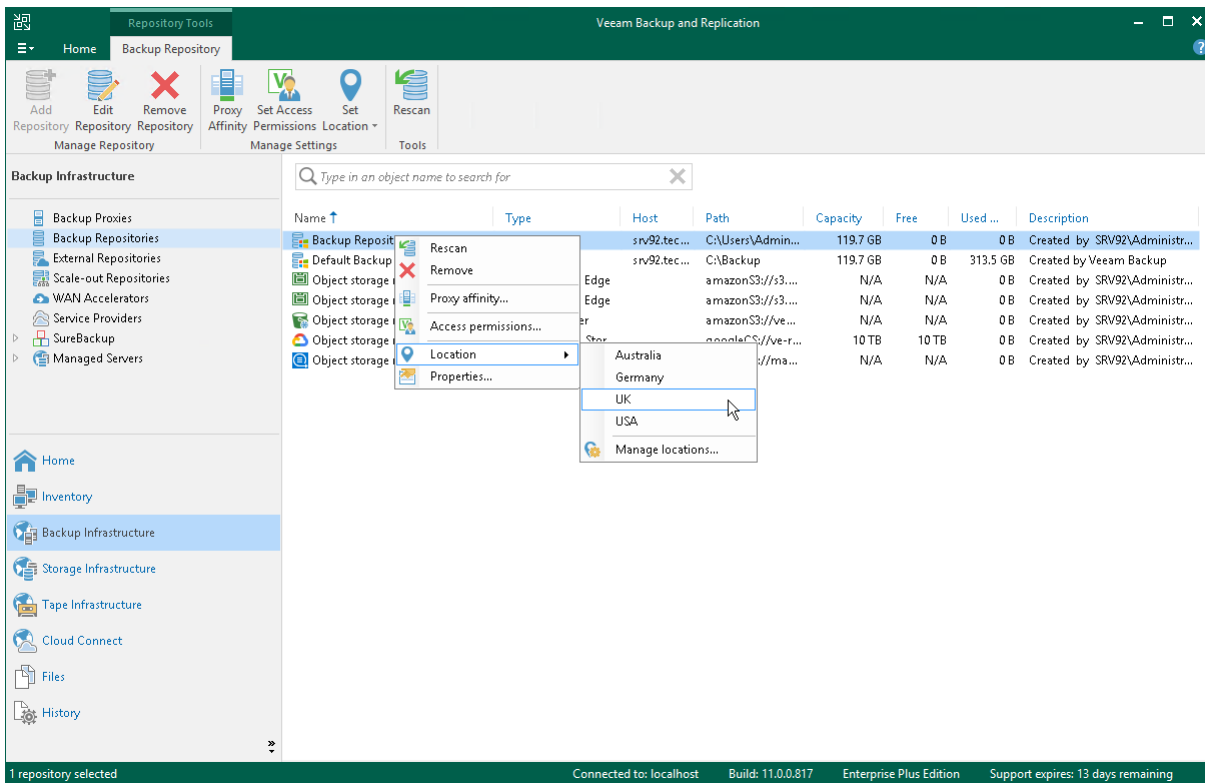 Repository Tools
Veeam Backup and Replication
Home Backup Repository
Add Repository
Edit Repository
Remove Repository
Proxy Affinity
Set Access Permissions
Set Location
Rescan
Manage Repository
Manage Settings
Tools
Backup Infrastructure
Type in an object name to search for
Backup Proxies
Backup Repositories
External Repositories
Scale-out Repositories
WAN Accelerators
Service Providers
SureBackup
Managed Servers
Home
Inventory
Backup Infrastructure
Storage Infrastructure
Tape Infrastructure
Cloud Connect
Files
History
Name Type Host Path Capacity Free Used ... Description
Backup Reposit srv92.tec... C:\Users\Admin... 119.7 GB 0 B 0 B Created by SRV92\Administr...
Default Backup srv92.tec... C:\Backup 119.7 GB 0 B 313.5 GB Created by Veeam Backup
Object storage Edge amazonS3://s3.... N/A N/A 0 B Created by SRV92\Administr...
Object storage Edge amazonS3://s3.... N/A N/A 0 B Created by SRV92\Administr...
Object storage er amazonS3://ve... N/A N/A 0 B Created by SRV92\Administr...
Object storage 10 TB 10 TB 0 B Created by SRV92\Administr...
Object storage ://ma... N/A N/A 0 B Created by SRV92\Administr...
Rescan
Remove
Proxy affinity...
Access permissions...
Location
Properties...
Australia
Germany
UK
USA
Manage locations...
1 repository selected
Connected to: localhost Build: 11.0.0.817 Enterprise Plus Edition Support expires: 13 days remaining